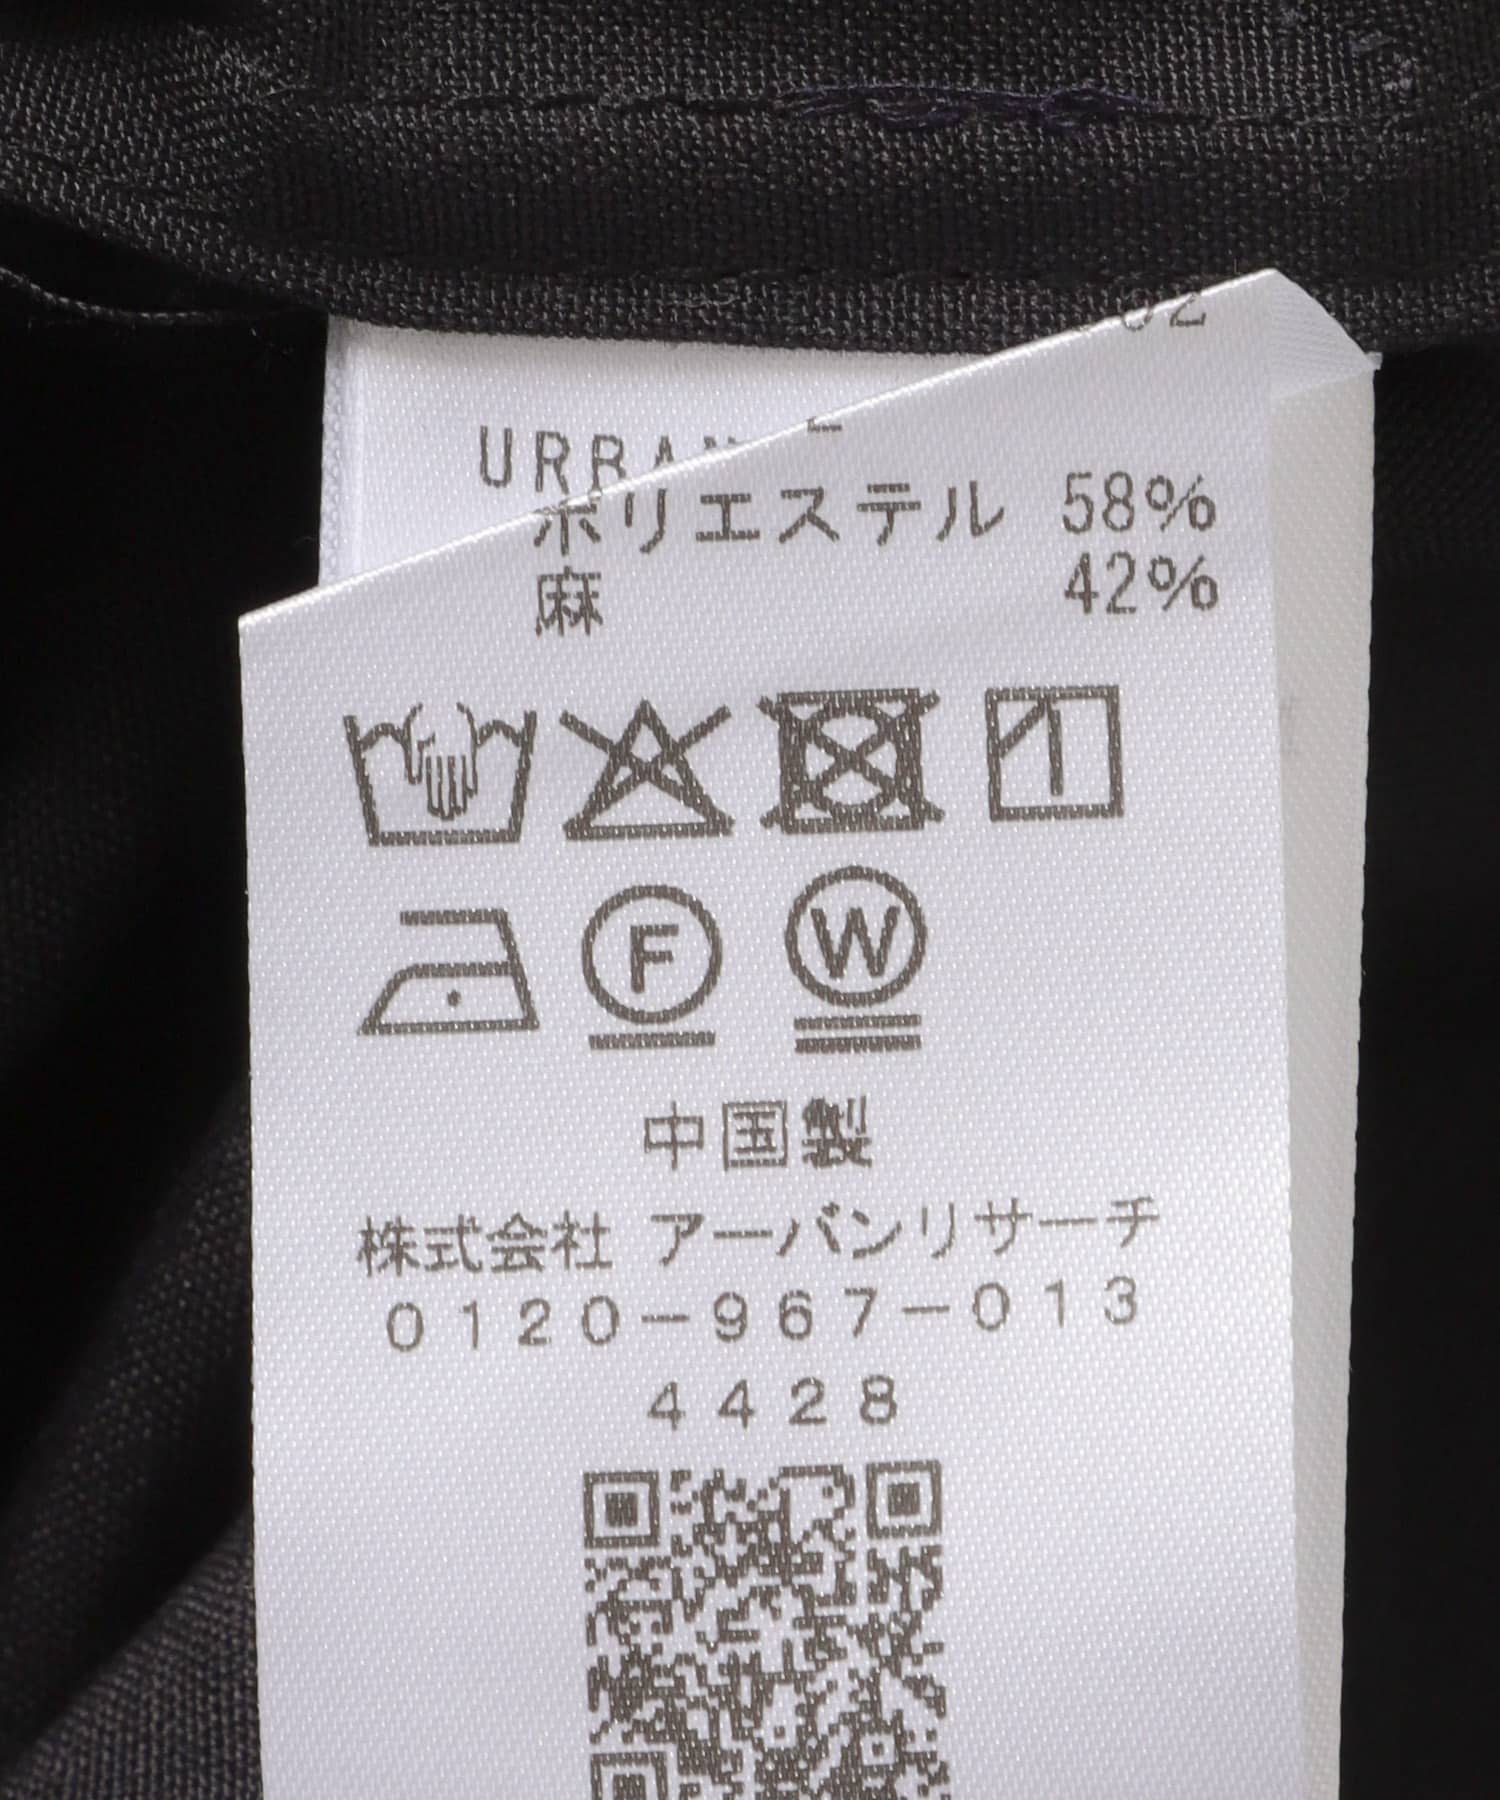 02
URBAN
ポリエステル 58%
麻 42%
F W
中国製
株式会社 アーバンリサーチ
0120-967-013
4428